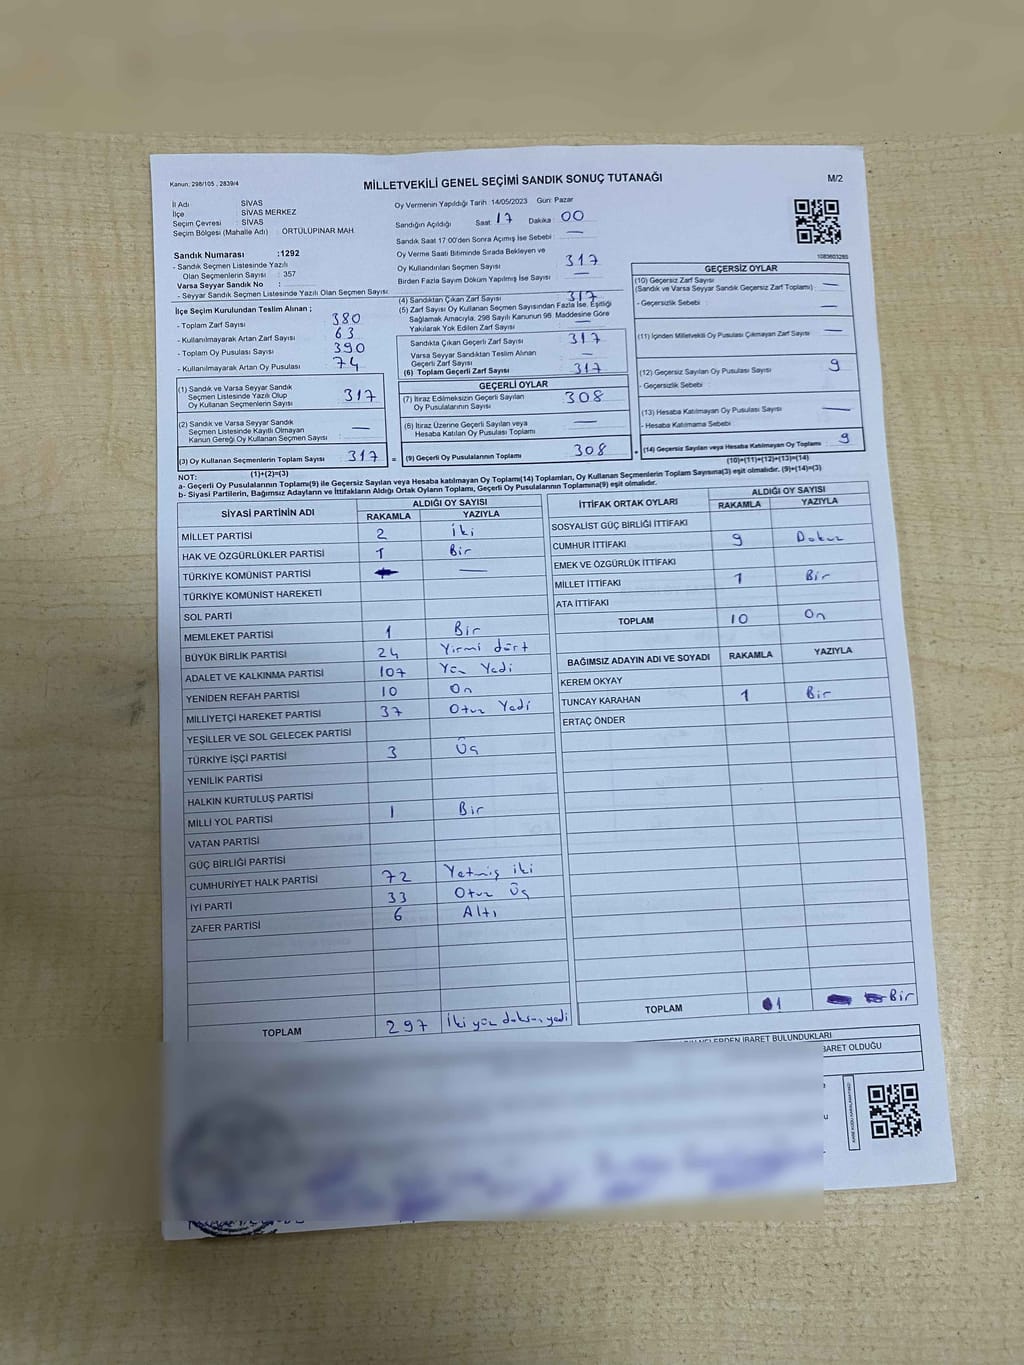 Kanun: 298/105 , 2839/4
MİLLETVEKİLİ GENEL SEÇİMİ SANDIK SONUÇ TUTANAĞI
M/2
İl Adı SİVAS
İlçe SİVAS MERKEZ
Seçim Çevresi SİVAS
Seçim Bölgesi (Mahalle Adı) : ÖRTÜLÜPINAR MAH.
Sandık Numarası :1292
- Sandık Seçmen Listesinde Yazılı
Olan Seçmenlerin Sayısı : 357
Varsa Seyyar Sandık No :
- Seyyar Sandık Seçmen Listesinde Yazılı Olan Seçmen Sayısı:
Oy Vermenin Yapıldığı Tarih : 14/05/2023 Gün: Pazar
Sandığın Açıldığı Saat 17 Dakika : 00
Sandık Saat 17 00'den Sonra Açılmış İse Sebebi : —
Oy Verme Saati Bitiminde Sırada Bekleyen ve
Oy Kullandırılan Seçmen Sayısı : 317
Birden Fazla Sayım Döküm Yapılmış İse Sayısı : —
1083603285
İlçe Seçim Kurulundan Teslim Alınan ;
- Toplam Zarf Sayısı : 380
- Kullanılmayarak Artan Zarf Sayısı : 63
- Toplam Oy Pusulası Sayısı : 390
- Kullanılmayarak Artan Oy Pusulası : 74
(1) Sandık ve Varsa Seyyar Sandık
Seçmen Listesinde Yazılı Olup
Oy Kullanan Seçmenlerin Sayısı : 317
(2) Sandık ve Varsa Seyyar Sandık
Seçmen Listesinde Kayıtlı Olmayan
Kanun Gereği Oy Kullanan Seçmen Sayısı : —
(3) Oy Kullanan Seçmenlerin Toplam Sayısı : 317
(1)+(2)=(3)
(4) Sandıktan Çıkan Zarf Sayısı : 317
(5) Zarf Sayısı Oy Kullanan Seçmen Sayısından Fazla İse, Eşitliği
Sağlamak Amacıyla, 298 Sayılı Kanunun 98. Maddesine Göre
Yakılarak Yok Edilen Zarf Sayısı : —
Sandıkta Çıkan Geçerli Zarf Sayısı : 317
Varsa Seyyar Sandıktan Teslim Alınan
Geçerli Zarf Sayısı : —
(6) Toplam Geçerli Zarf Sayısı : 317
GEÇERLİ OYLAR
(7) İtiraz Edilmeksizin Geçerli Sayılan
Oy Pusulalarının Sayısı : 308
(8) İtiraz Üzerine Geçerli Sayılan veya
Hesaba Katılan Oy Pusulası Toplamı : —
= (9) Geçerli Oy Pusulalarının Toplamı : 308
GEÇERSİZ OYLAR
(10) Geçersiz Zarf Sayısı
(Sandık ve Varsa Seyyar Sandık Geçersiz Zarf Toplamı) : —
- Geçersizlik Sebebi : —
(11) İçinden Milletvekili Oy Pusulası Çıkmayan Zarf Sayısı : —
(12) Geçersiz Sayılan Oy Pusulası Sayısı : 9
- Geçersizlik Sebebi :
(13) Hesaba Katılmayan Oy Pusulası Sayısı : —
- Hesaba Katılmama Sebebi :
+ (14) Geçersiz Sayılan veya Hesaba Katılmayan Oy Toplamı : 9
(10)+(11)+(12)+(13)=(14)
NOT:
a- Geçerli Oy Pusulalarının Toplamı(9) ile Geçersiz Sayılan veya Hesaba katılmayan Oy Toplamı(14) Toplamları, Oy Kullanan Seçmenlerin Toplam Sayısına(3) eşit olmalıdır. (9)+(14)=(3)
b- Siyasi Partilerin, Bağımsız Adayların ve İttifakların Aldığı Ortak Oyların Toplamı, Geçerli Oy Pusulalarının Toplamına(9) eşit olmalıdır.
SİYASİ PARTİNİN ADI ALDIĞI OY SAYISI
RAKAMLA YAZIYLA
MİLLET PARTİSİ 2 iki
HAK VE ÖZGÜRLÜKLER PARTİSİ 1 Bir
TÜRKİYE KOMÜNİST PARTİSİ —
TÜRKİYE KOMÜNİST HAREKETİ
SOL PARTİ
MEMLEKET PARTİSİ 1 Bir
BÜYÜK BİRLİK PARTİSİ 24 Yirmi dört
ADALET VE KALKINMA PARTİSİ 107 Yüz Yedi
YENİDEN REFAH PARTİSİ 10 On
MİLLİYETÇİ HAREKET PARTİSİ 37 Otuz Yedi
YEŞİLLER VE SOL GELECEK PARTİSİ
TÜRKİYE İŞÇİ PARTİSİ 3 Üç
YENİLİK PARTİSİ
HALKIN KURTULUŞ PARTİSİ
MİLLİ YOL PARTİSİ 1 Bir
VATAN PARTİSİ
GÜÇ BİRLİĞİ PARTİSİ
CUMHURİYET HALK PARTİSİ 72 Yetmiş iki
İYİ PARTİ 33 Otuz Üç
ZAFER PARTİSİ 6 Altı
TOPLAM 297 İki yüz doksan yedi
İTTİFAK ORTAK OYLARI ALDIĞI OY SAYISI
RAKAMLA YAZIYLA
SOSYALİST GÜÇ BİRLİĞİ İTTİFAKI
CUMHUR İTTİFAKI 9 Dokuz
EMEK VE ÖZGÜRLÜK İTTİFAKI
MİLLET İTTİFAKI 1 Bir
ATA İTTİFAKI
TOPLAM 10 On
BAĞIMSIZ ADAYIN ADI VE SOYADI RAKAMLA YAZIYLA
KEREM OKYAY
TUNCAY KARAHAN 1 Bir
ERTAÇ ÖNDER
TOPLAM 1 Bir
NELERDEN İBARET BULUNDUKLARI
İBARET OLDUĞU